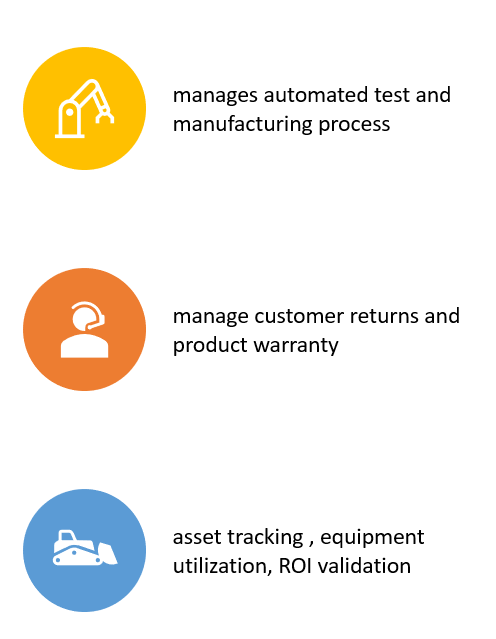 manages automated test and
manufacturing process
manage customer returns and
product warranty
asset tracking , equipment
utilization, ROI validation